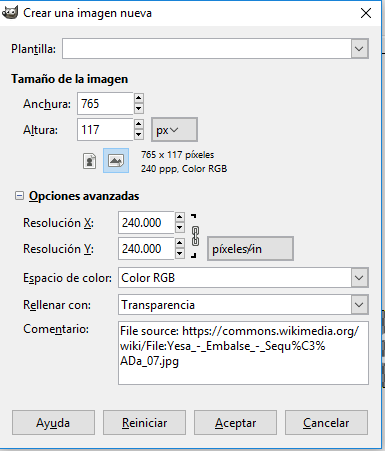 Crear una imagen nueva
Plantilla:
Tamaño de la imagen
Anchura: 765
Altura: 117 px
765 x 117 píxeles
240 ppp, Color RGB
Opciones avanzadas
Resolución X: 240.000
Resolución Y: 240.000 píxeles/in
Espacio de color: Color RGB
Rellenar con: Transparencia
Comentario: File source: https://commons.wikimedia.org/
wiki/File:Yesa_-_Embalse_-_Sequ%C3%
ADa_07.jpg
Ayuda Reiniciar Aceptar Cancelar